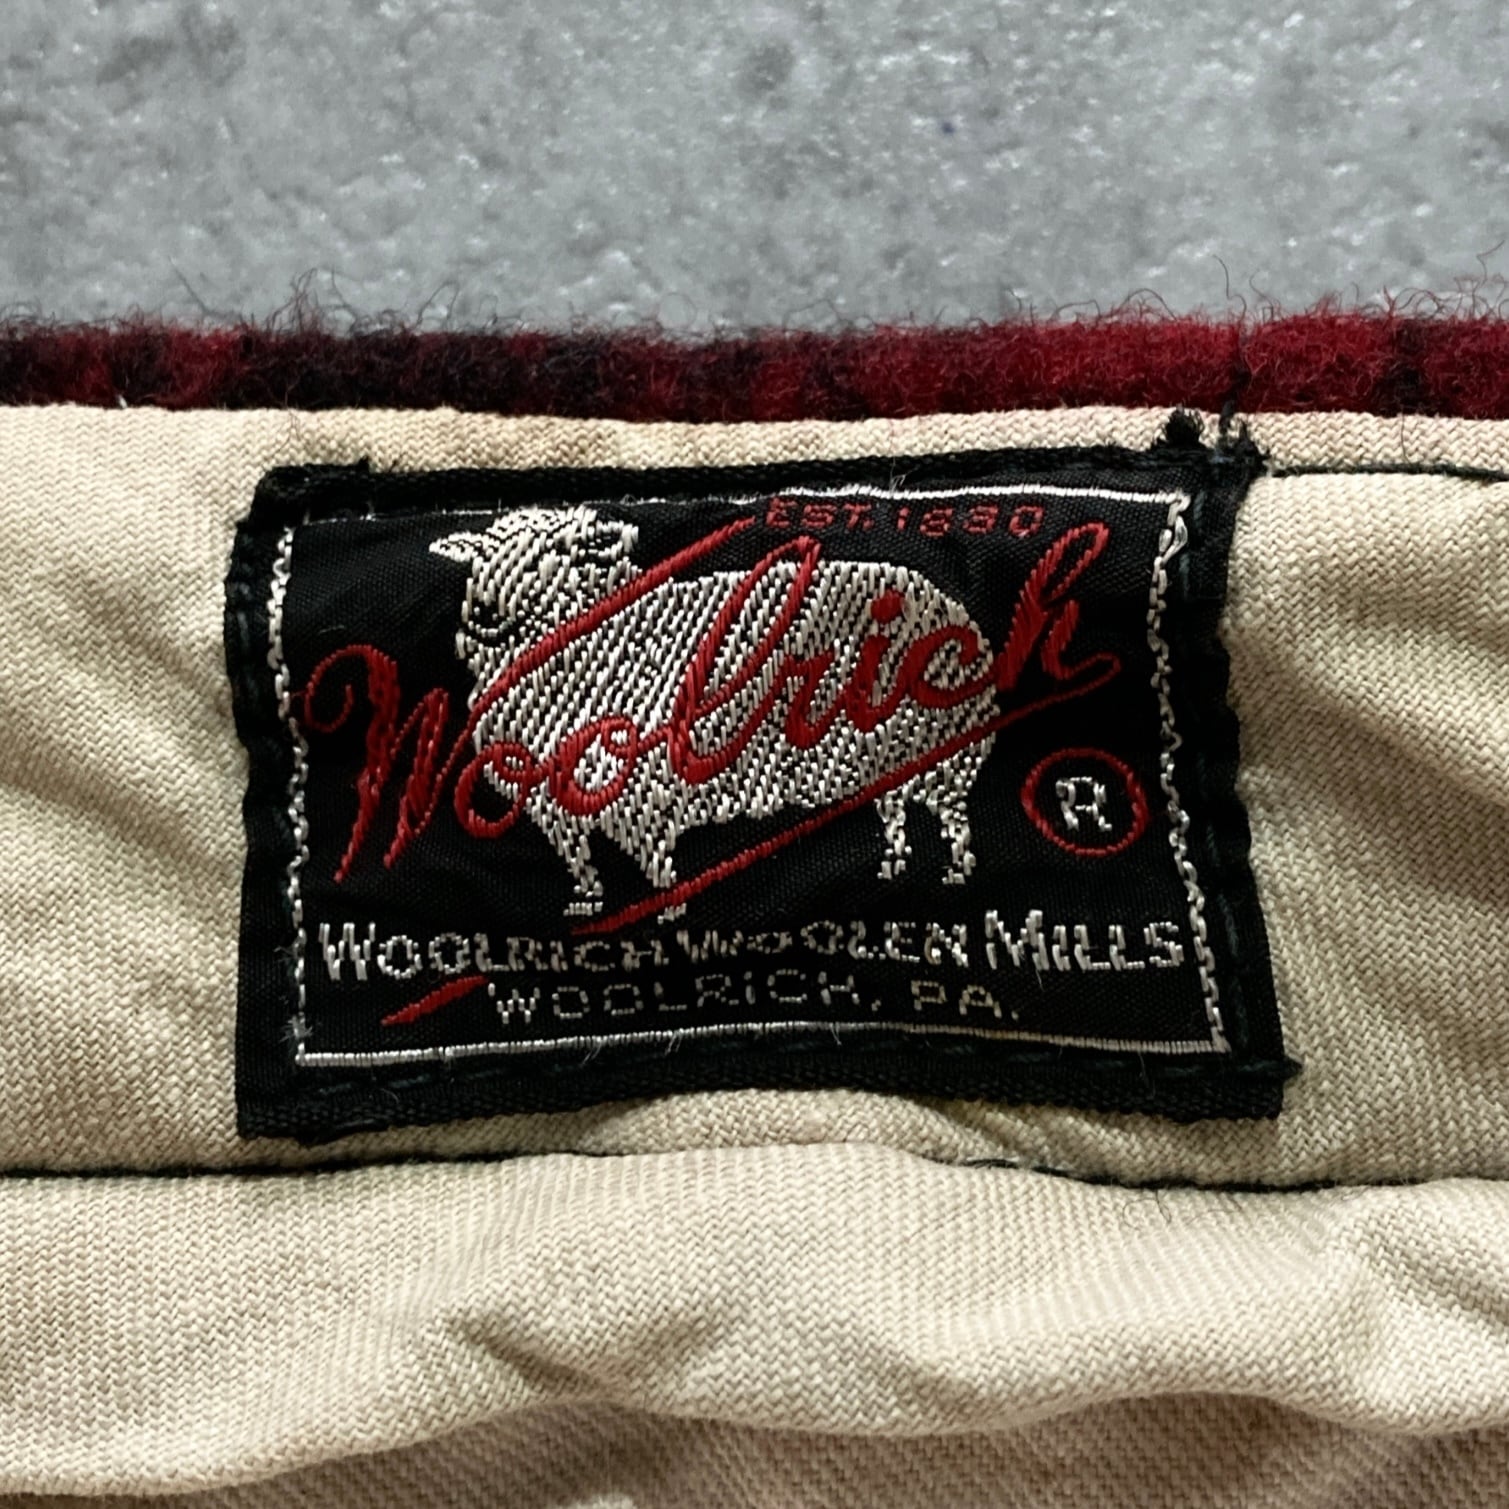 EST. 1830
Woolrich
®
WOOLRICH WOOLEN MILLS
WOOLRICH, PA.